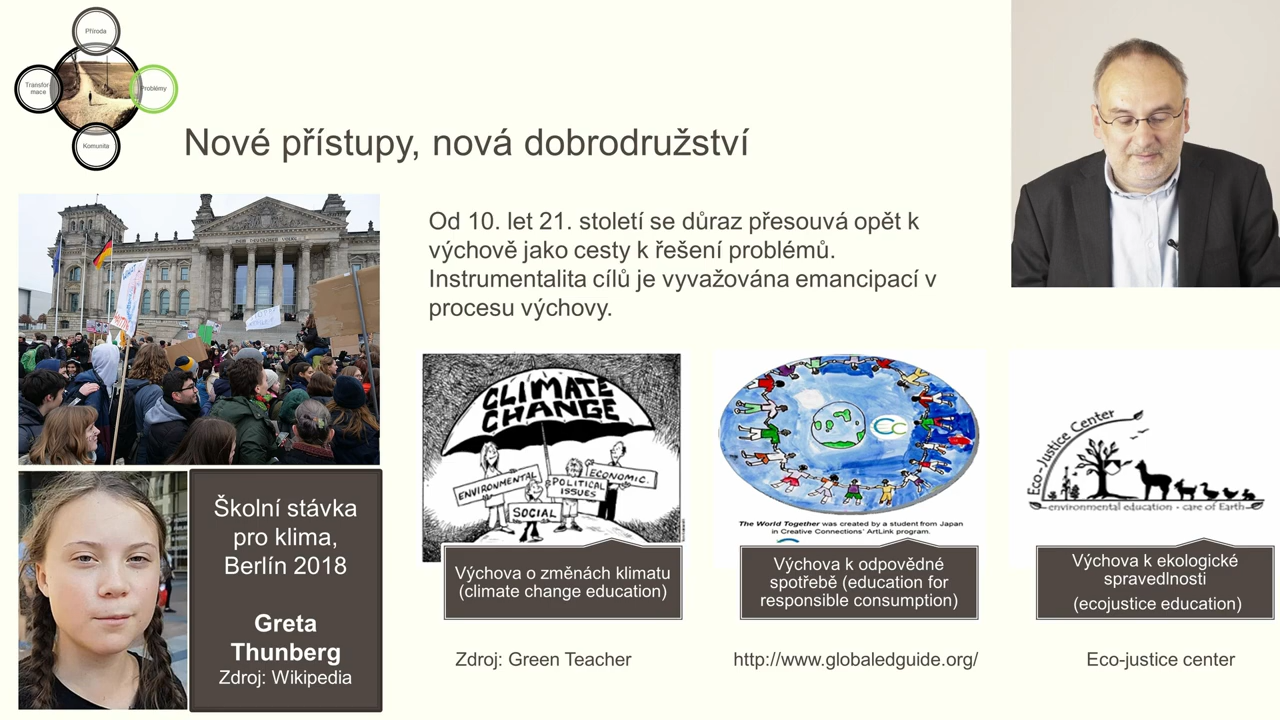 Příroda
Transfor
mace
Problémy
Komunita
Nové přístupy, nová dobrodružství
Od 10. let 21. století se důraz přesouvá opět k
výchově jako cesty k řešení problémů.
Instrumentalita cílů je vyvažována emancipací v
procesu výchovy.
Školní stávka
pro klima,
Berlín 2018
Greta
Thunberg
Zdroj: Wikipedia
CLIMATE
CHANGE
ENVIRONMENTAL
POLITICAL
ISSUES
ECONOMIC.
SOCIAL
Výchova o změnách klimatu
(climate change education)
Zdroj: Green Teacher
The World Together was created by a student from Japan
in Creative Connections' ArtLink program.
Výchova k odpovědné
spotřebě (education for
responsible consumption)
http://www.globaledguide.org/
Eco-Justice Center
environmental education - care of Earth
Výchova k ekologické
spravedlnosti
(ecojustice education)
Eco-justice center